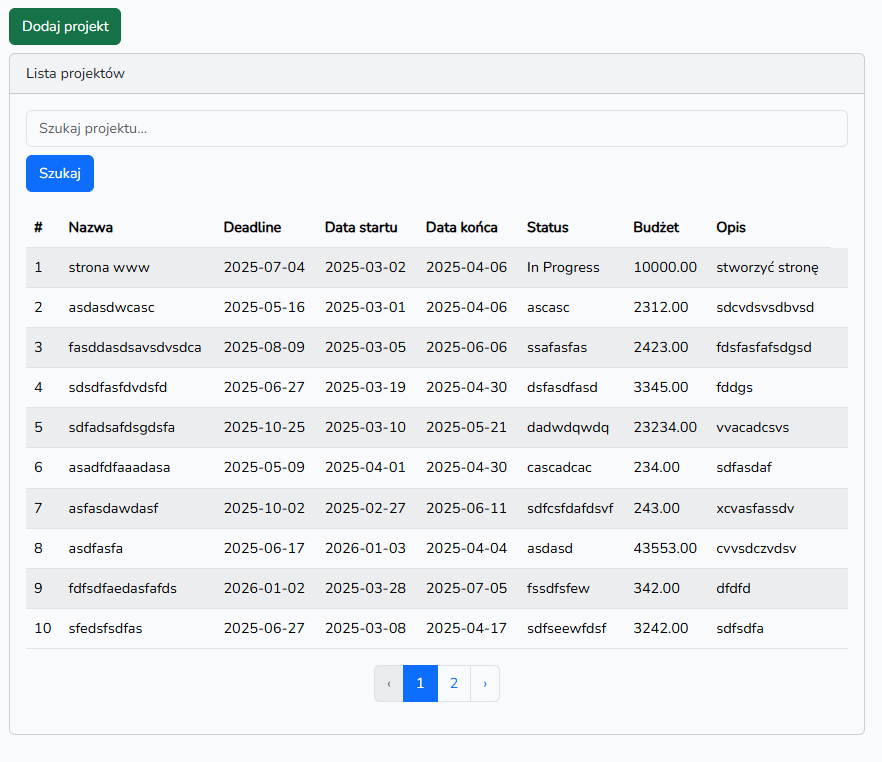 Dodaj projekt
Lista projektów
Szukaj projektu...
Szukaj
# Nazwa Deadline Data startu Data końca Status Budżet Opis
1 strona www 2025-07-04 2025-03-02 2025-04-06 In Progress 10000.00 stworzyć stronę
2 asdasdwcasc 2025-05-16 2025-03-01 2025-04-06 ascasc 2312.00 sdcvdsvsdbvsd
3 fasddasdsavsdvsdca 2025-08-09 2025-03-05 2025-06-06 ssafasfas 2423.00 fdsfasfafsdgsd
4 sdsdfasfdvdsfd 2025-06-27 2025-03-19 2025-04-30 dsfasdfasd 3345.00 fddgs
5 sdfadsafdsgdsfa 2025-10-25 2025-03-10 2025-05-21 dadwdqwdq 23234.00 vvacadcsvs
6 asadfdfaaadasa 2025-05-09 2025-04-01 2025-04-30 cascadcac 234.00 sdfasdaf
7 asfasdawdasf 2025-10-02 2025-02-27 2025-06-11 sdfcsfdafdsvf 243.00 xcvasfassdv
8 asdfasfa 2025-06-17 2026-01-03 2025-04-04 asdasd 43553.00 cvvsdczvdsv
9 fdfsdfaedasfafds 2026-01-02 2025-03-28 2025-07-05 fssdfsfew 342.00 dfdfd
10 sfedsfsdfas 2025-06-27 2025-03-08 2025-04-17 sdfseewfdsf 3242.00 sdfsdfa
‹ 1 2 ›